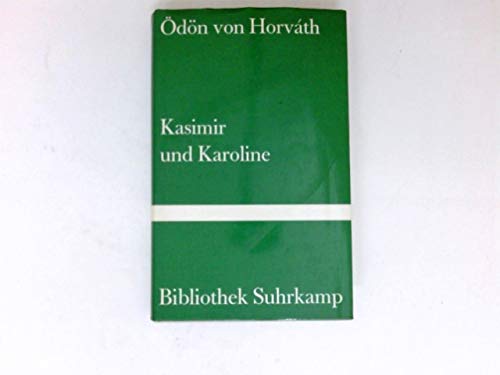 Ödön von Horváth
Kasimir
und Karoline
Bibliothek Suhrkamp